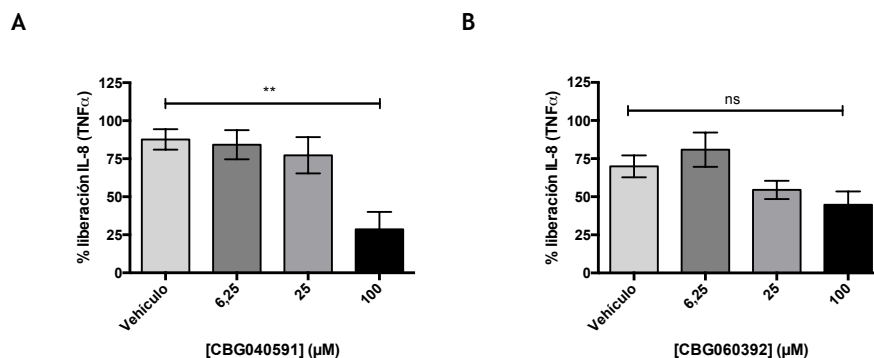 A
% liberación IL-8 (TNFα)
125
100
75
50
25
0
**
Vehículo
6,25
25
100
[CBG040591] (µM)
B
% liberación IL-8 (TNFα)
125
100
75
50
25
0
ns
Vehículo
6,25
25
100
[CBG060392] (µM)